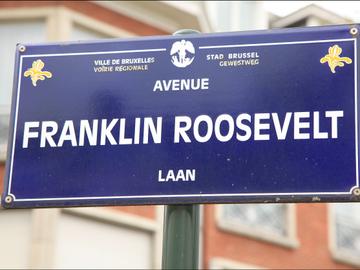 VILLE DE BRUXELLES STAD BRUSSEL
VOIRIE RÉGIONALE GEWESTWEG
AVENUE
FRANKLIN ROOSEVELT
LAAN